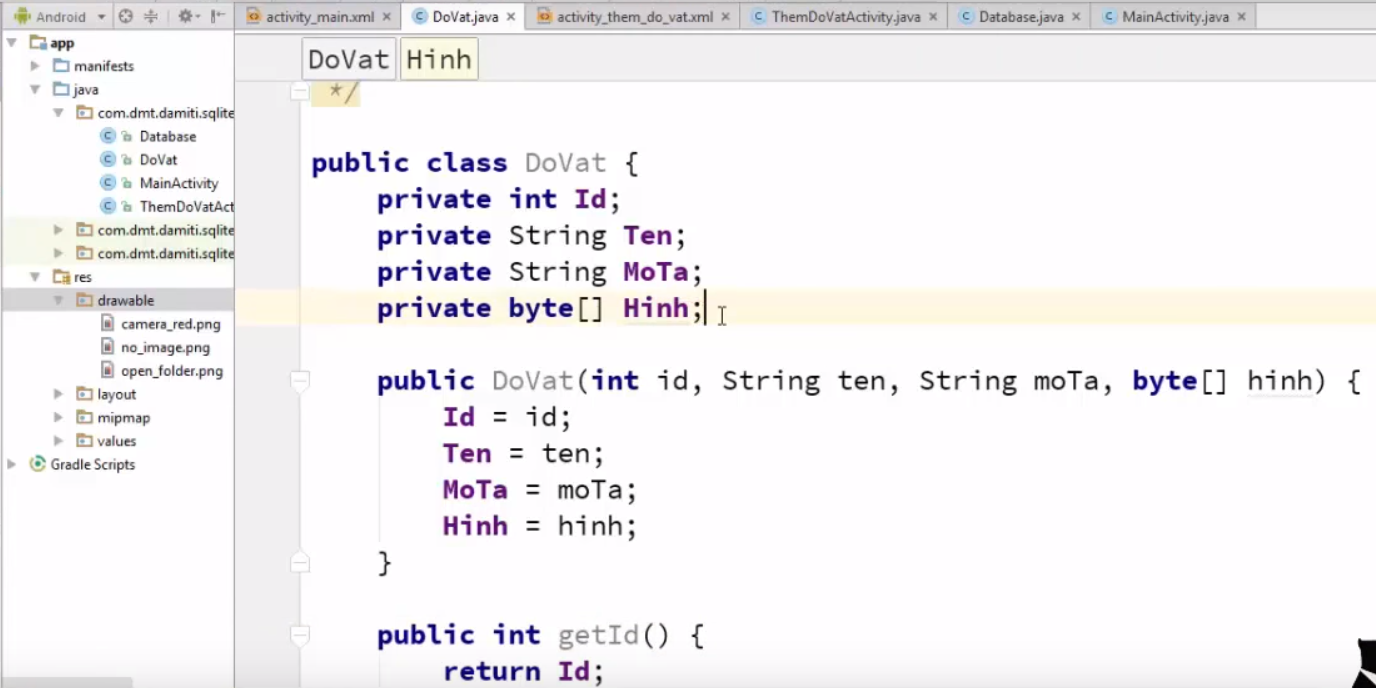 Android
activity_main.xml
DoVat.java
activity_them_do_vat.xml
ThemDoVatActivity.java
Database.java
MainActivity.java
app
manifests
java
com.dmt.damiti.sqlite
Database
DoVat
MainActivity
ThemDoVatAct
com.dmt.damiti.sqlite
com.dmt.damiti.sqlite
res
drawable
camera_red.png
no_image.png
open_folder.png
layout
mipmap
values
Gradle Scripts
DoVat Hinh
*/
public class DoVat {
private int Id;
private String Ten;
private String MoTa;
private byte[] Hinh;
public DoVat(int id, String ten, String moTa, byte[] hinh) {
Id = id;
Ten = ten;
MoTa = moTa;
Hinh = hinh;
}
public int getId() {
return Id;